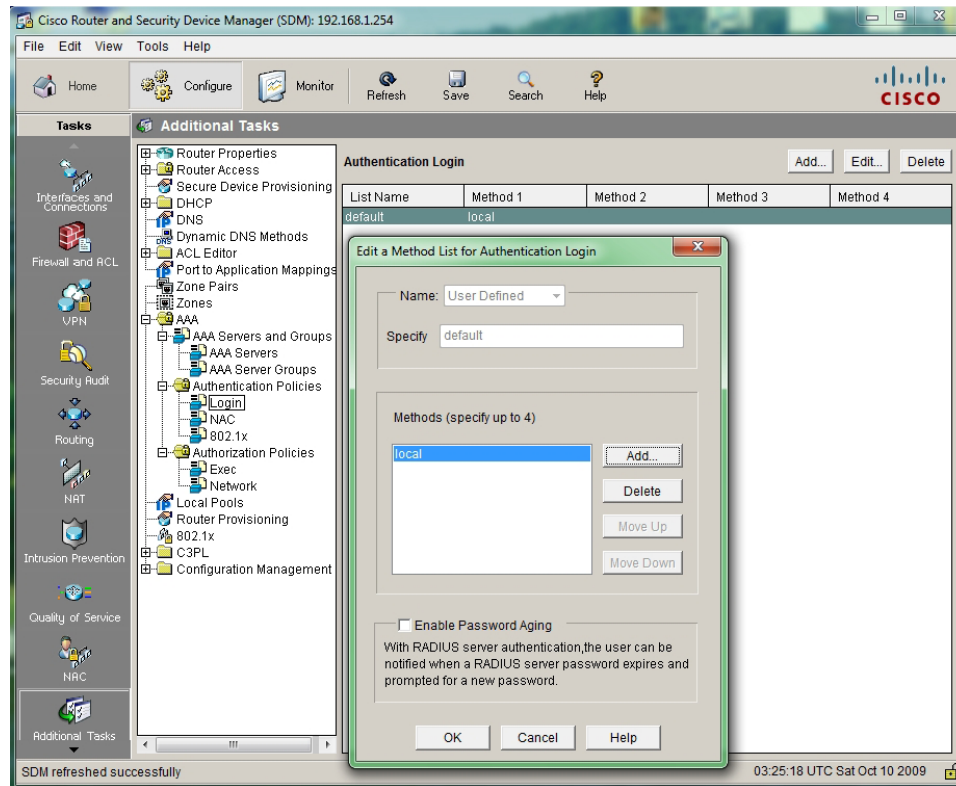 Cisco Router and Security Device Manager (SDM): 192.168.1.254
File Edit View Tools Help
Home
Configure
Monitor
Refresh
Save
Search
Help
CISCO
Tasks
Additional Tasks
Interfaces and Connections
Firewall and ACL
VPN
Security Audit
Routing
NAT
Intrusion Prevention
Quality of Service
NAC
Additional Tasks
Router Properties
Router Access
Secure Device Provisioning
DHCP
DNS
Dynamic DNS Methods
ACL Editor
Port to Application Mappings
Zone Pairs
Zones
AAA
AAA Servers and Groups
AAA Servers
AAA Server Groups
Authentication Policies
Login
NAC
802.1x
Authorization Policies
Exec
Network
Local Pools
Router Provisioning
802.1x
C3PL
Configuration Management
Authentication Login
Add... Edit... Delete
List Name Method 1 Method 2 Method 3 Method 4
default local
Edit a Method List for Authentication Login
Name: User Defined
Specify default
Methods (specify up to 4)
local
Add...
Delete
Move Up
Move Down
Enable Password Aging
With RADIUS server authentication,the user can be
notified when a RADIUS server password expires and
prompted for a new password.
OK Cancel Help
SDM refreshed successfully
03:25:18 UTC Sat Oct 10 2009